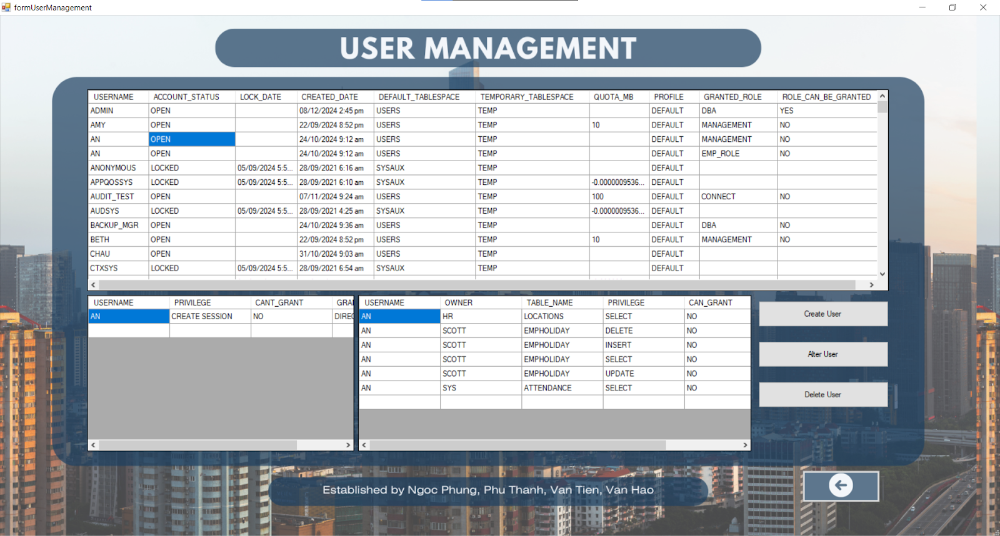 formUserManagement
USER MANAGEMENT
USERNAME ACCOUNT_STATUS LOCK_DATE CREATED_DATE DEFAULT_TABLESPACE TEMPORARY_TABLESPACE QUOTA_MB PROFILE GRANTED_ROLE ROLE_CAN_BE_GRANTED
ADMIN OPEN 08/12/2024 2:45 pm USERS TEMP DEFAULT DBA YES
AMY OPEN 22/09/2024 8:52 pm USERS TEMP 10 DEFAULT MANAGEMENT NO
AN OPEN 24/10/2024 9:12 am USERS TEMP DEFAULT MANAGEMENT NO
AN OPEN 24/10/2024 9:12 am USERS TEMP DEFAULT EMP_ROLE NO
ANONYMOUS LOCKED 05/09/2024 5:5... 28/09/2021 6:16 am SYSAUX TEMP DEFAULT
APPQOSSYS LOCKED 05/09/2024 5:5... 28/09/2021 6:10 am SYSAUX TEMP -0.0000009536... DEFAULT
AUDIT_TEST OPEN 07/11/2024 9:24 am USERS TEMP 100 DEFAULT CONNECT NO
AUDSYS LOCKED 05/09/2024 5:5... 28/09/2021 4:25 am SYSAUX TEMP -0.0000009536... DEFAULT
BACKUP_MGR OPEN 24/10/2024 9:36 am USERS TEMP DEFAULT DBA NO
BETH OPEN 22/09/2024 8:52 pm USERS TEMP 10 DEFAULT MANAGEMENT NO
CHAU OPEN 31/10/2024 9:03 am USERS TEMP DEFAULT
CTXSYS LOCKED 05/09/2024 5:5... 28/09/2021 6:54 am SYSAUX TEMP DEFAULT
USERNAME PRIVILEGE CANT_GRANT GRA
AN CREATE SESSION NO DIREC
USERNAME OWNER TABLE_NAME PRIVILEGE CAN_GRANT
AN HR LOCATIONS SELECT NO
AN SCOTT EMPHOLIDAY DELETE NO
AN SCOTT EMPHOLIDAY INSERT NO
AN SCOTT EMPHOLIDAY SELECT NO
AN SCOTT EMPHOLIDAY UPDATE NO
AN SYS ATTENDANCE SELECT NO
Create User
Alter User
Delete User
Established by Ngoc Phung, Phu Thanh, Van Tien, Van Hao